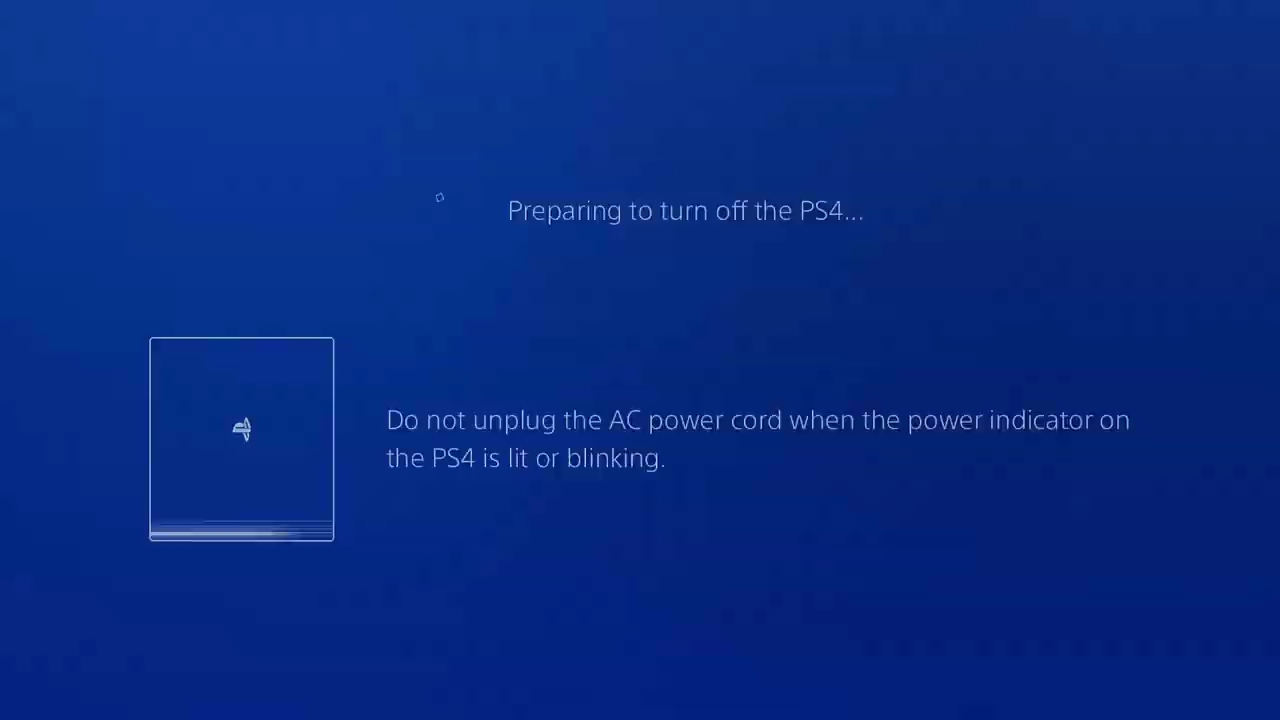 Preparing to turn off the PS4...
Do not unplug the AC power cord when the power indicator on
the PS4 is lit or blinking.